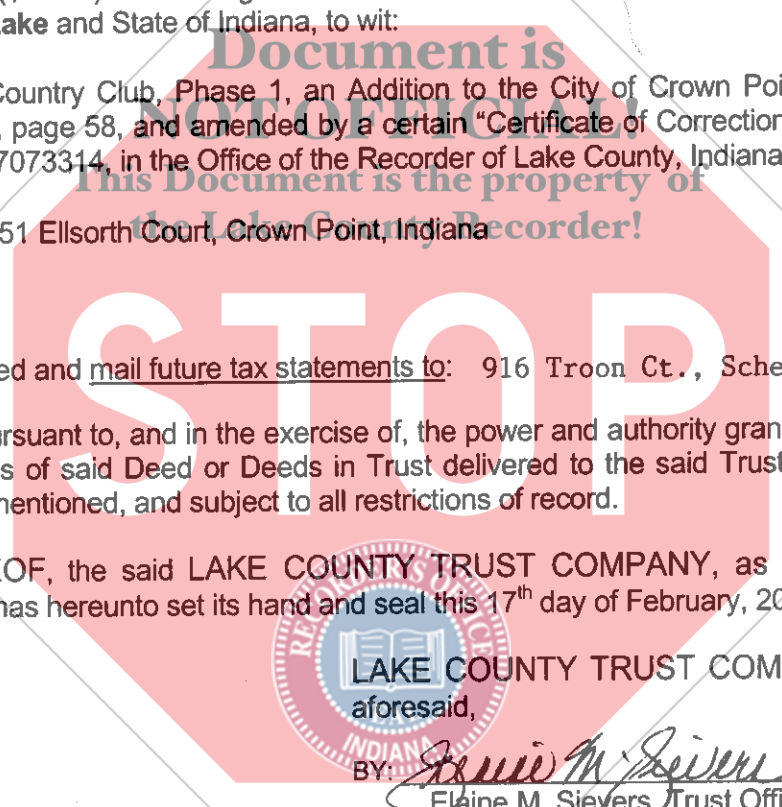 Lake and State of Indiana, to wit:
Document is
Country Club, Phase 1, an Addition to the City of Crown Poi
NOT OFFICIAL!
, page 58, and amended by a certain “Certificate of Correction
7073314, in the Office of the Recorder of Lake County, Indiana
This Document is the property of
the Lake County Recorder!
51 Ellsorth Court, Crown Point, Indiana
STOP
ed and mail future tax statements to: 916 Troon Ct., Sche
rsuant to, and in the exercise of, the power and authority gran
s of said Deed or Deeds in Trust delivered to the said Trust
mentioned, and subject to all restrictions of record.
OF, the said LAKE COUNTY TRUST COMPANY, as
has hereunto set its hand and seal this 17th day of February, 20
RECORDER'S OFFICE
LAKE COUNTY TRUST COM
aforesaid,
INDIANA
BY: Elaine M. Sievers
Elaine M. Sievers, Trust Offi